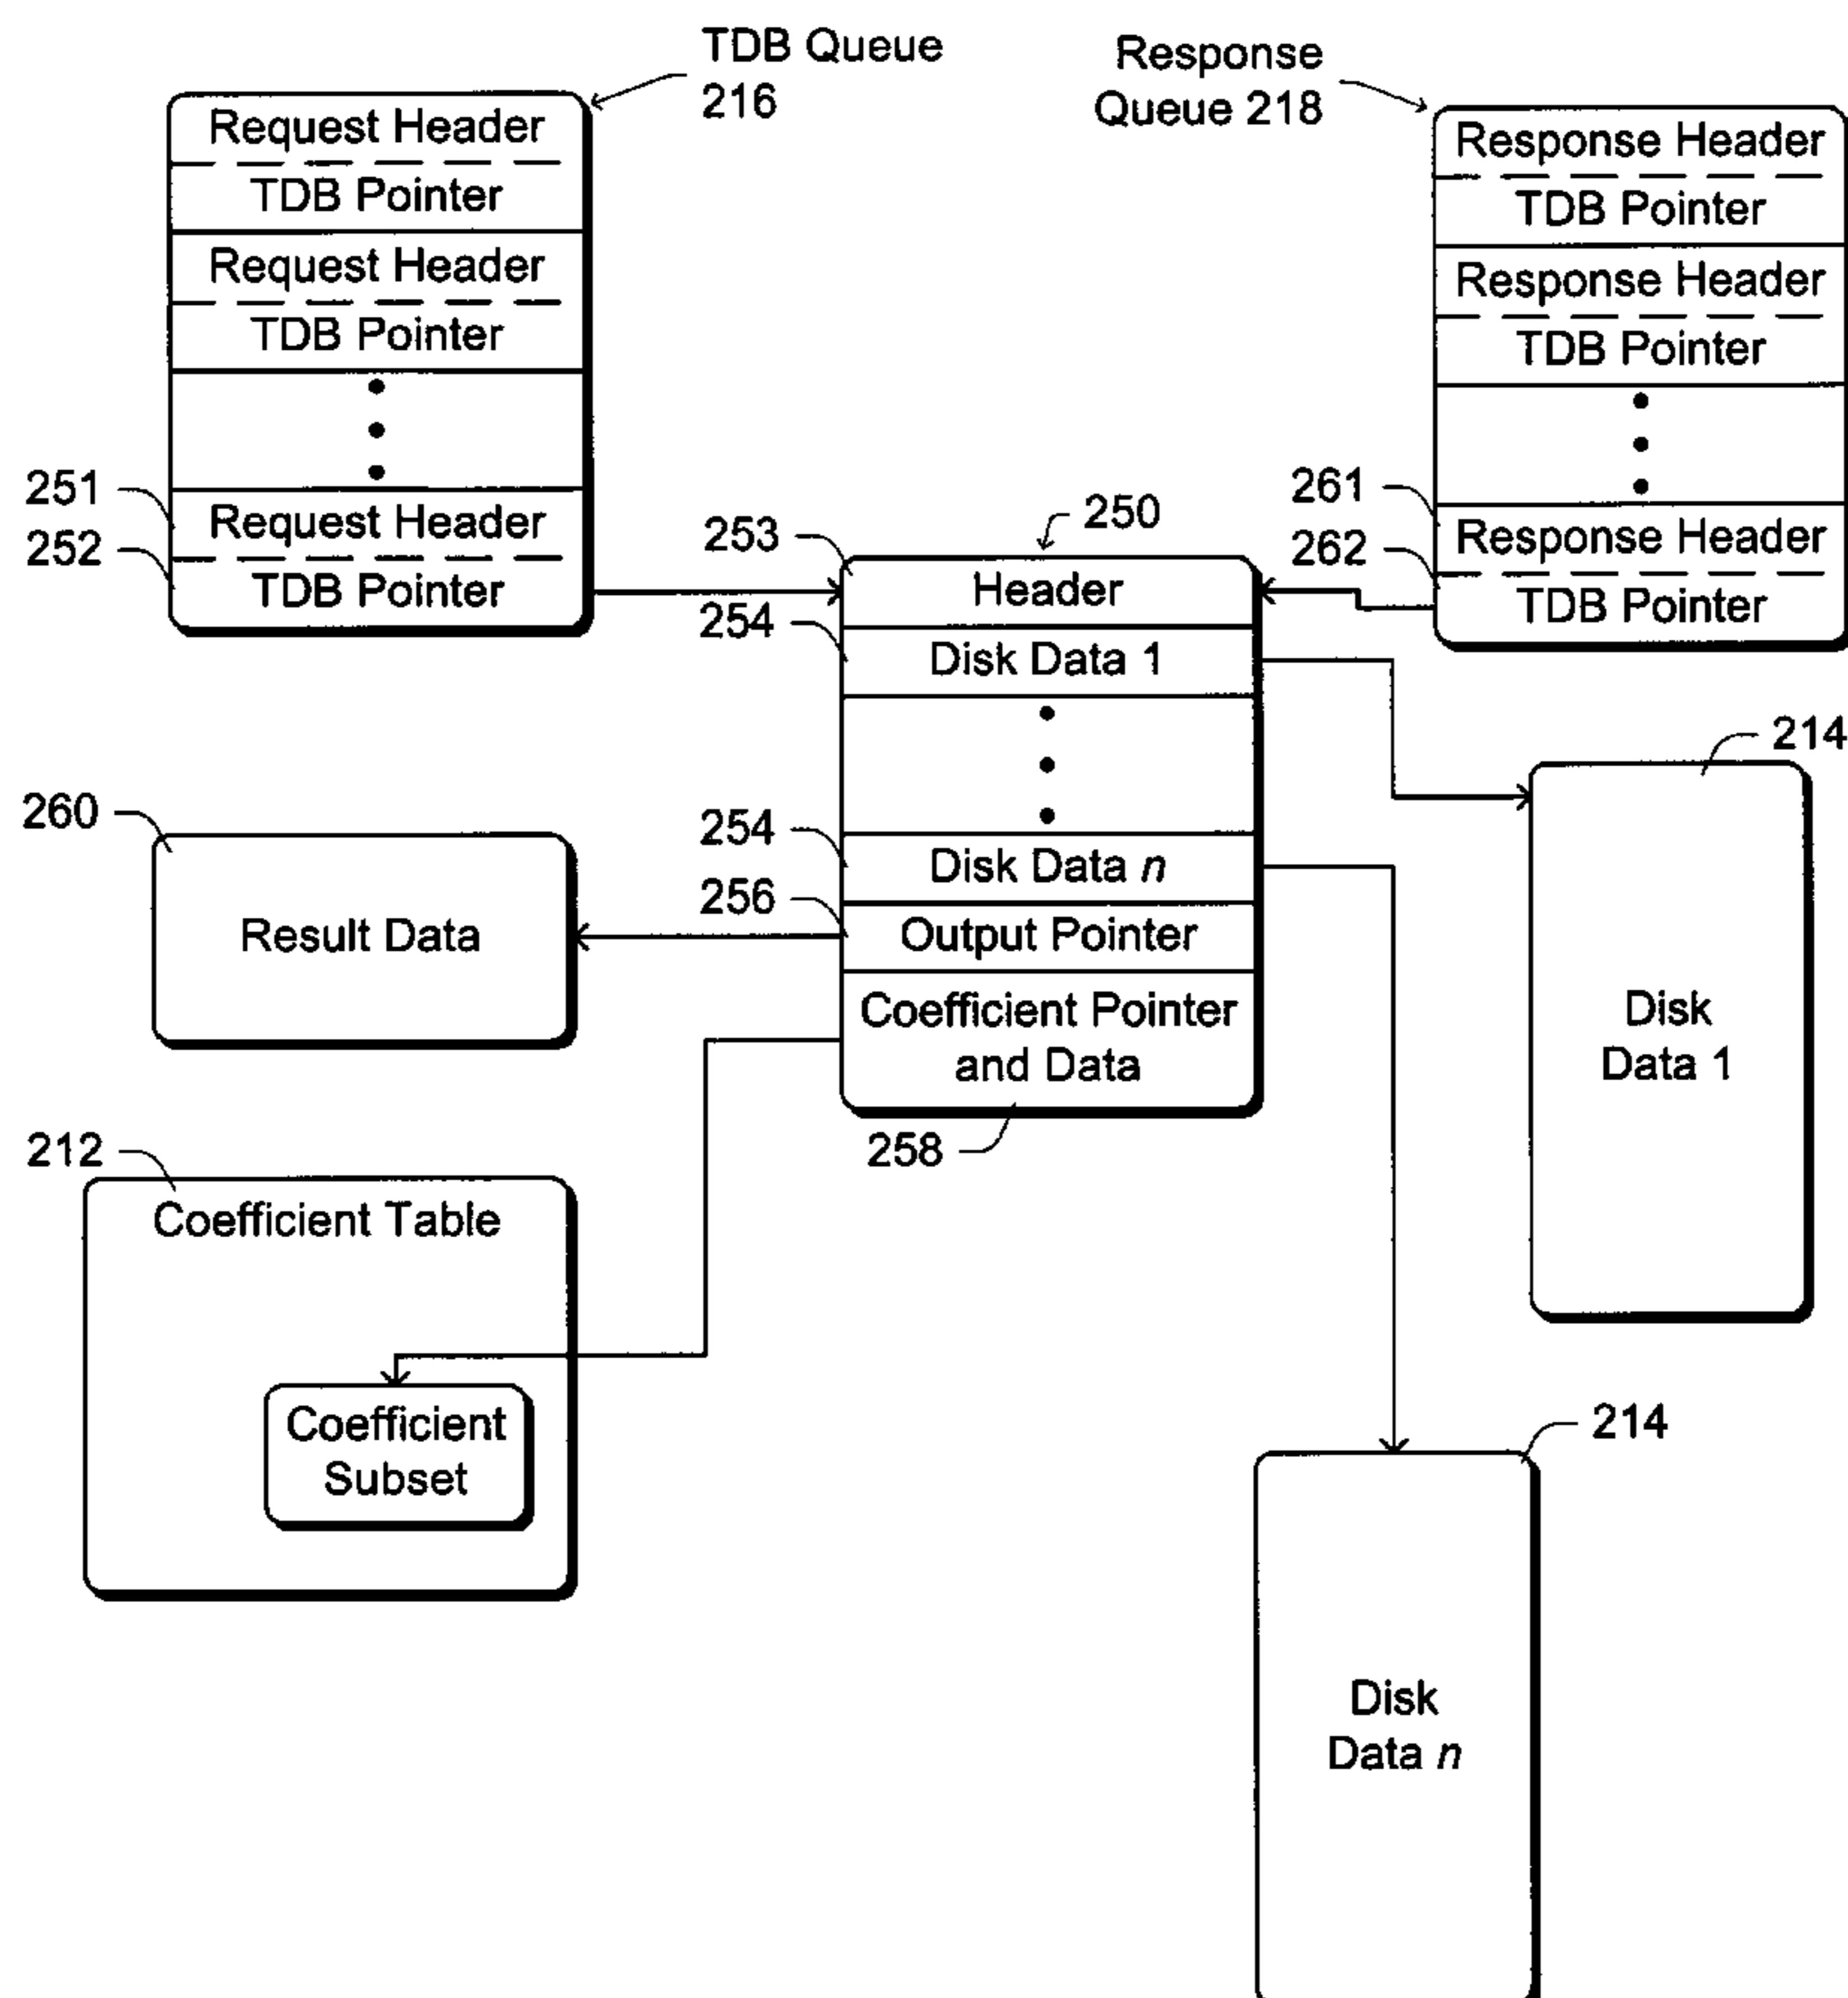 TDB Queue
216
Response
Queue 218
Request Header
TDB Pointer
Request Header
TDB Pointer
251
Request Header
252
TDB Pointer
Response Header
TDB Pointer
Response Header
TDB Pointer
261
Response Header
262
TDB Pointer
250
253
Header
254
Disk Data 1
254
Disk Data n
256
Output Pointer
Coefficient Pointer
and Data
258
260
Result Data
214
Disk
Data 1
212
Coefficient Table
Coefficient
Subset
214
Disk
Data n